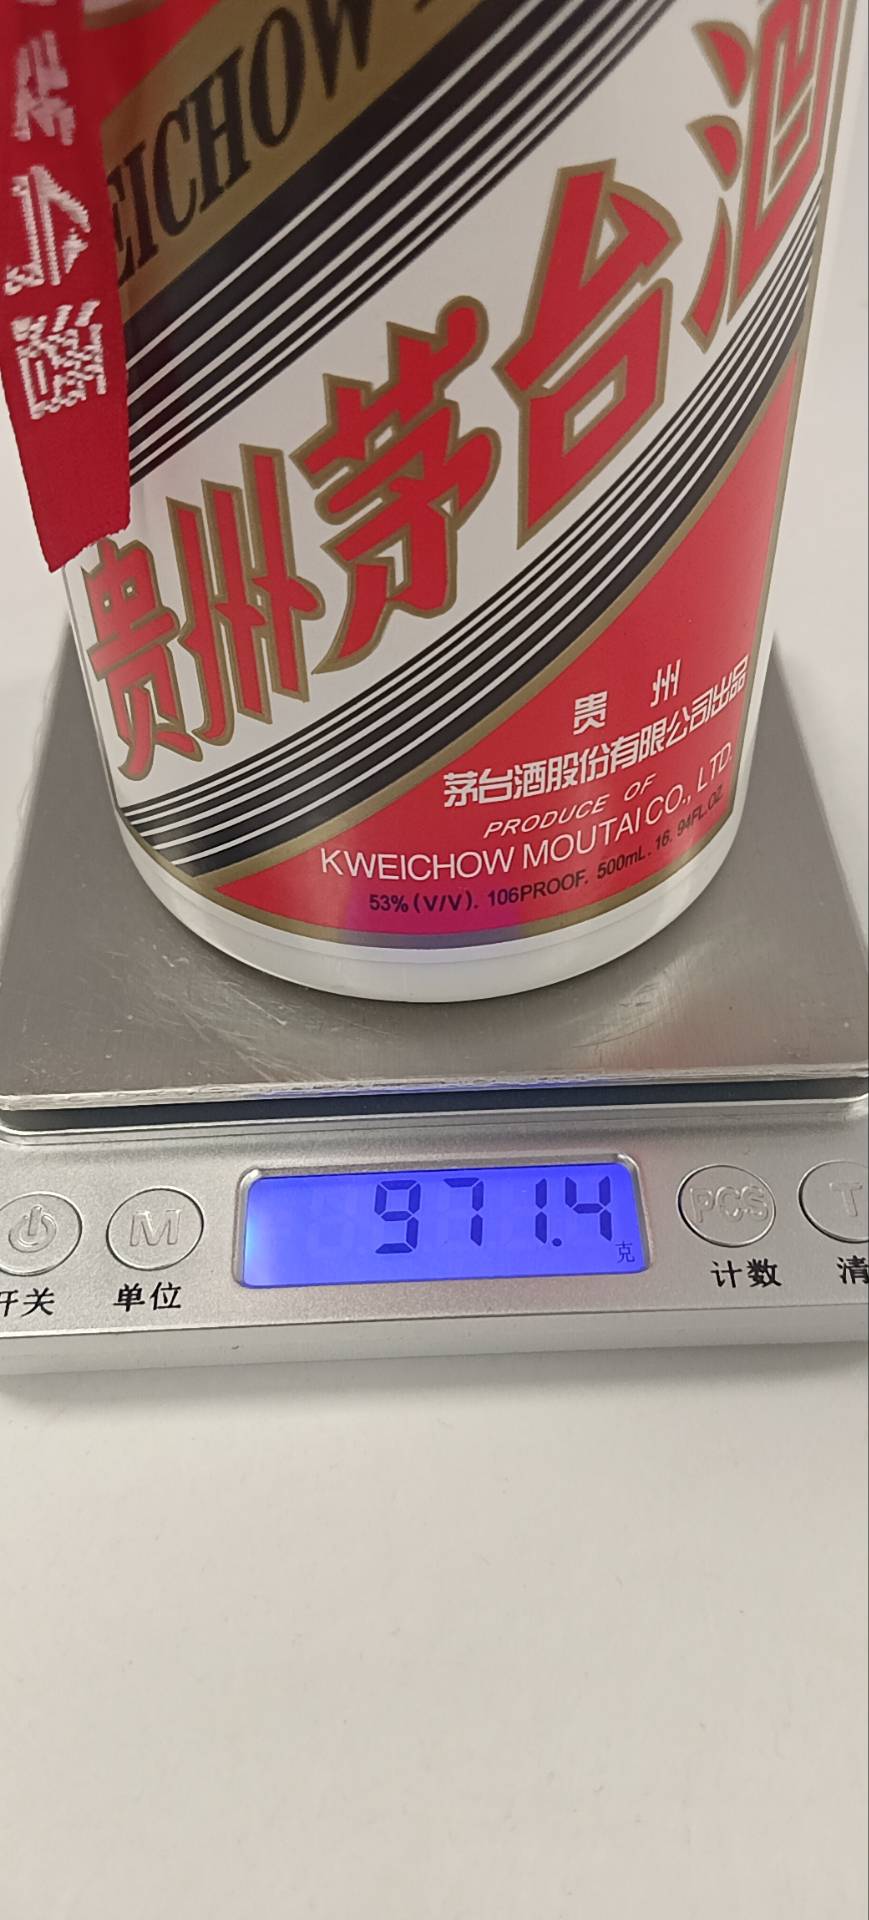 EICHOW
贵州茅台酒
贵州
茅台酒股份有限公司出品
PRODUCE OF
KWEICHOW MOUTAI CO., LTD.
53% (V/V). 106PROOF. 500mL. 16. 94FL.OZ.
971.4
克
M
PCS
T
开关
单位
计数
清